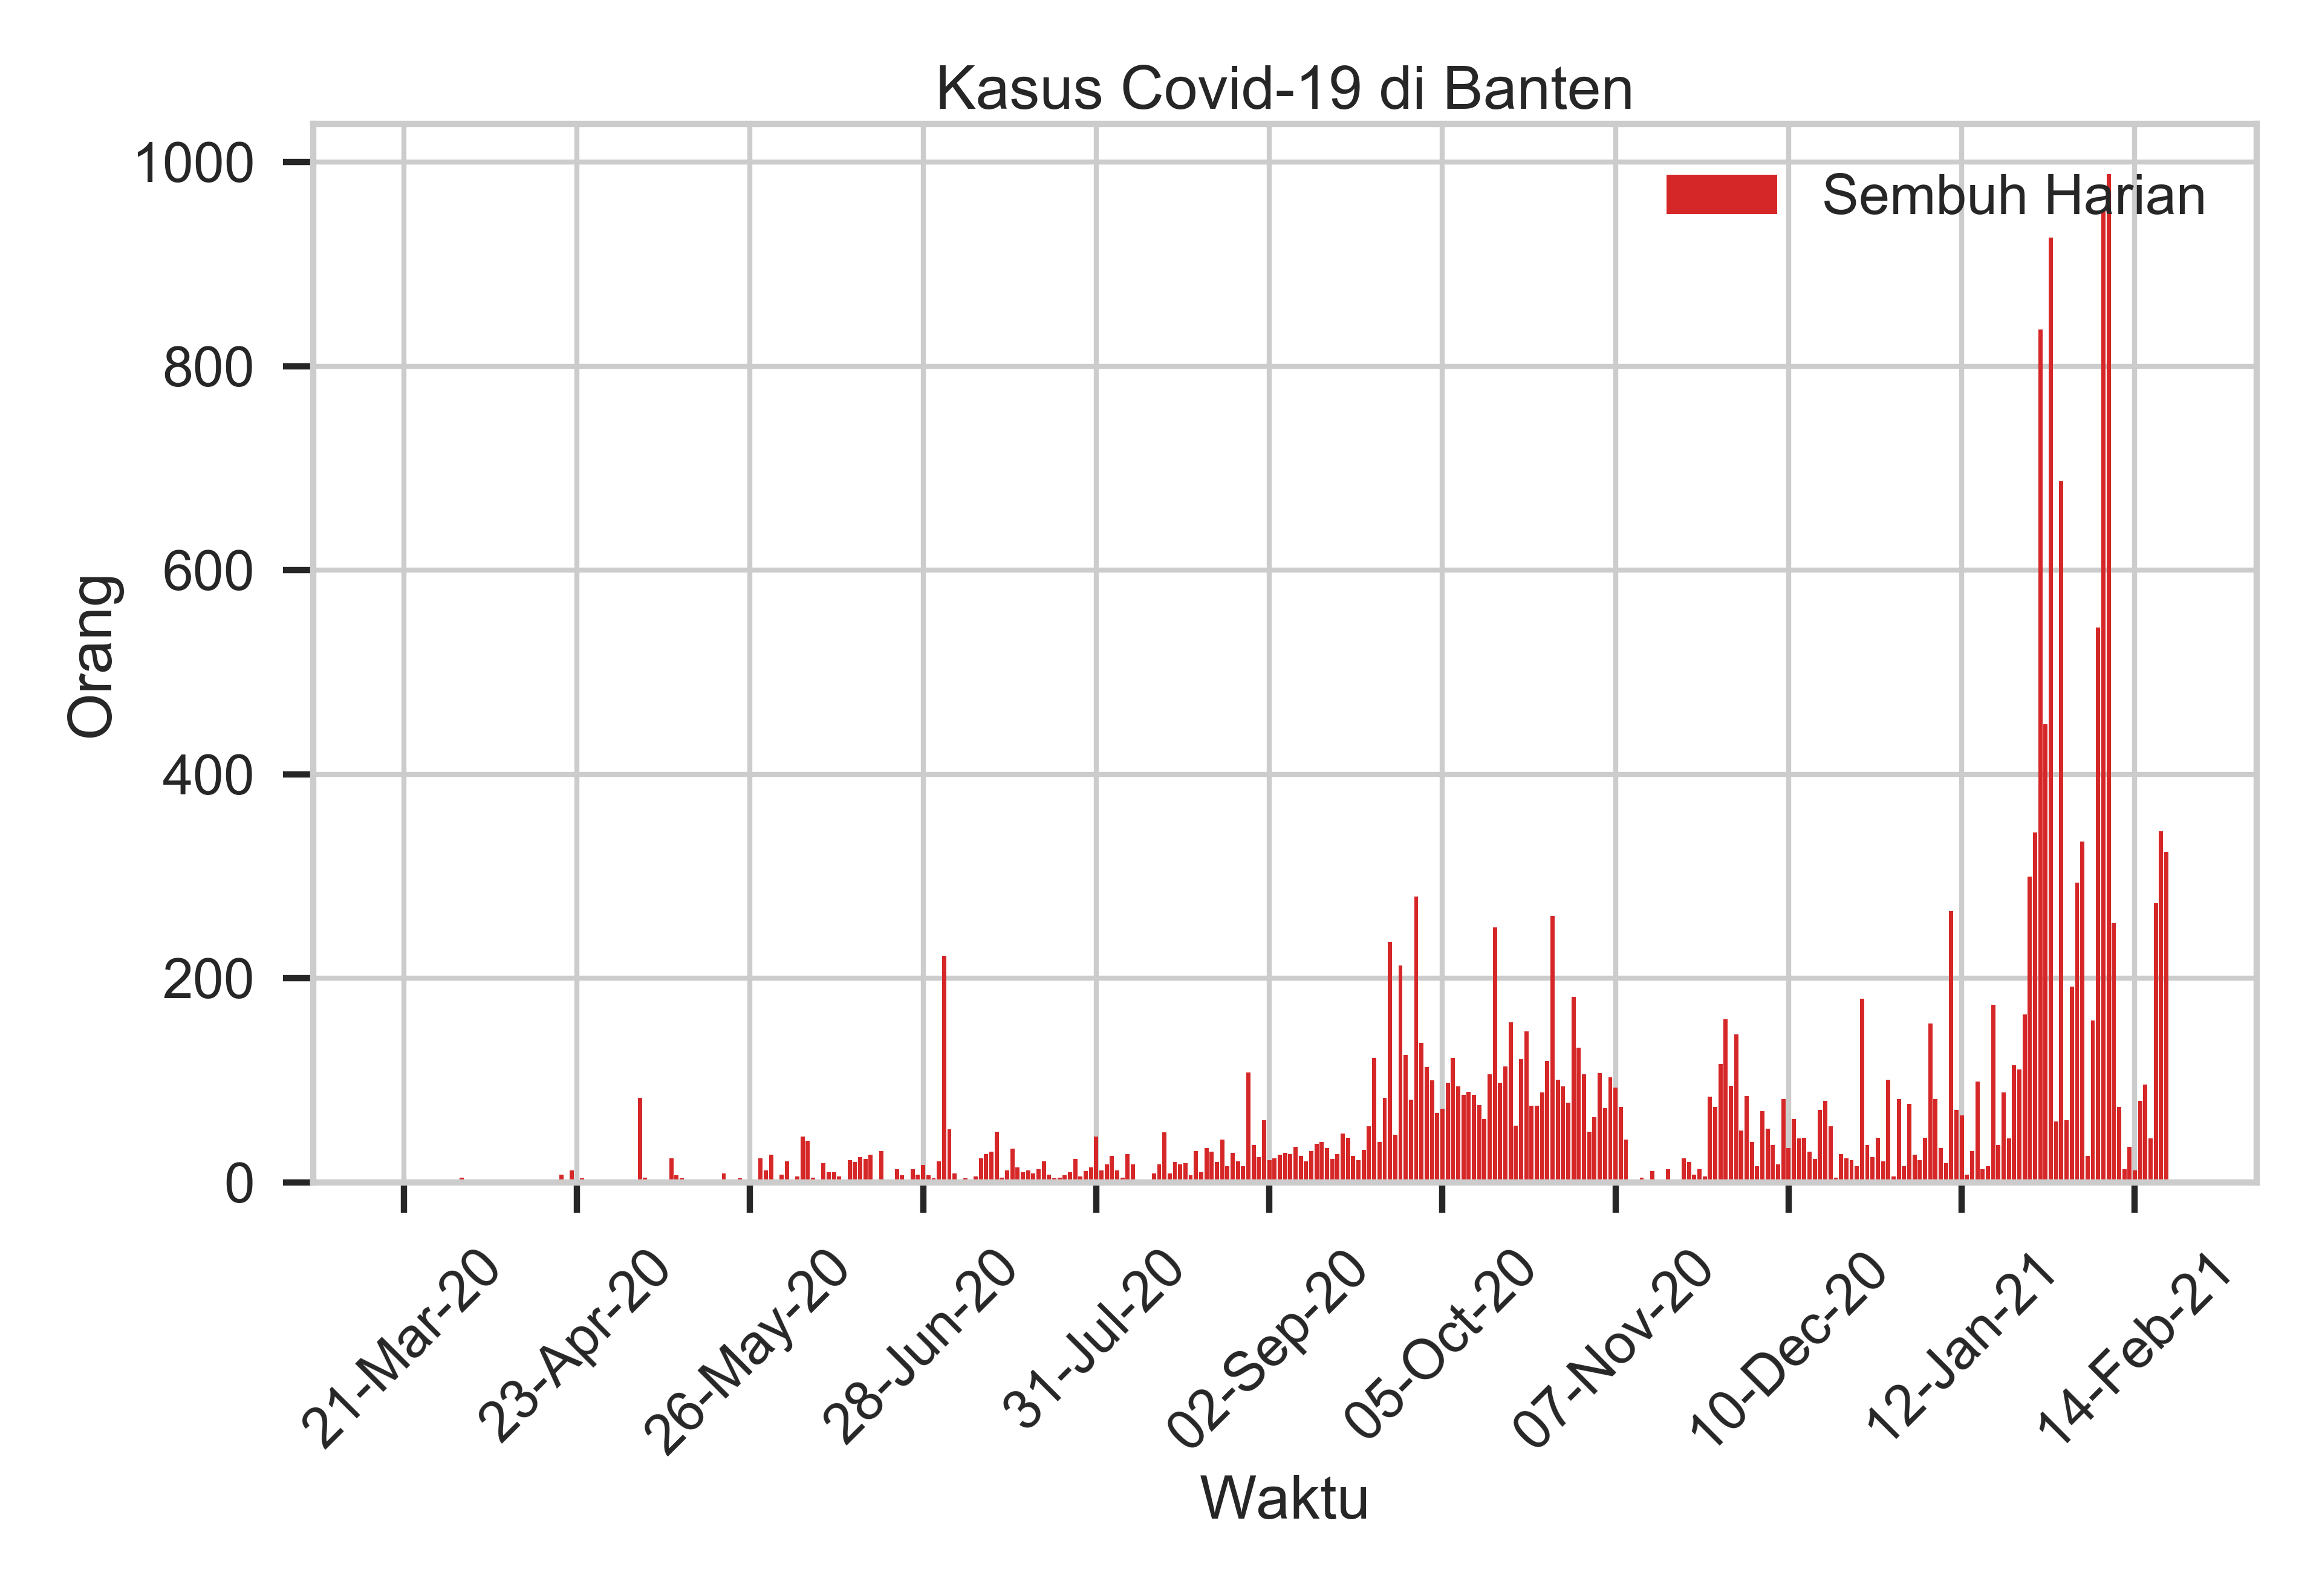 Kasus Covid-19 di Banten
Sembuh Harian
Orang
1000
800
600
400
200
0
21-Mar-20
23-Apr-20
26-May-20
28-Jun-20
31-Jul-20
02-Sep-20
05-Oct-20
07-Nov-20
10-Dec-20
12-Jan-21
14-Feb-21
Waktu